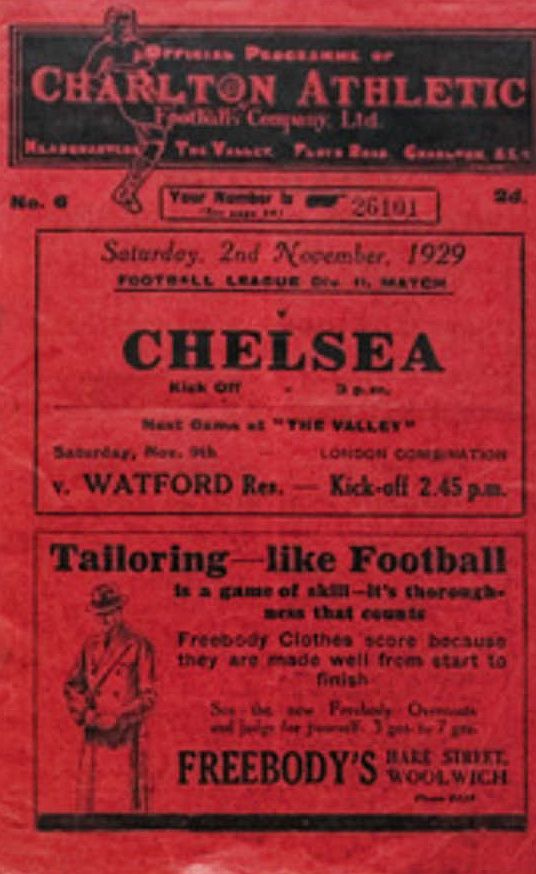 OFFICIAL PROGRAMME OF
CHARLTON ATHLETIC
Football Company, Ltd.
HEADQUARTERS THE VALLEY, FLOYD ROAD, CHARLTON, S.E.7
No. 6
Your Number is
26101
2d.
Saturday, 2nd November, 1929
FOOTBALL LEAGUE Div. II, MATCH
v
CHELSEA
Kick Off - 3 p.m.
Next Game at "THE VALLEY"
Saturday, Nov. 9th — LONDON COMBINATION
v. WATFORD Res. — Kick-off 2.45 p.m.
Tailoring—like Football
is a game of skill—it's thorough-
ness that counts
Freebody Clothes score because
they are made well from start to
finish
See the new Freebody Overcoats
and judge for yourself. 3 gns. to 7 gns.
FREEBODY'S HARE STREET,
WOOLWICH